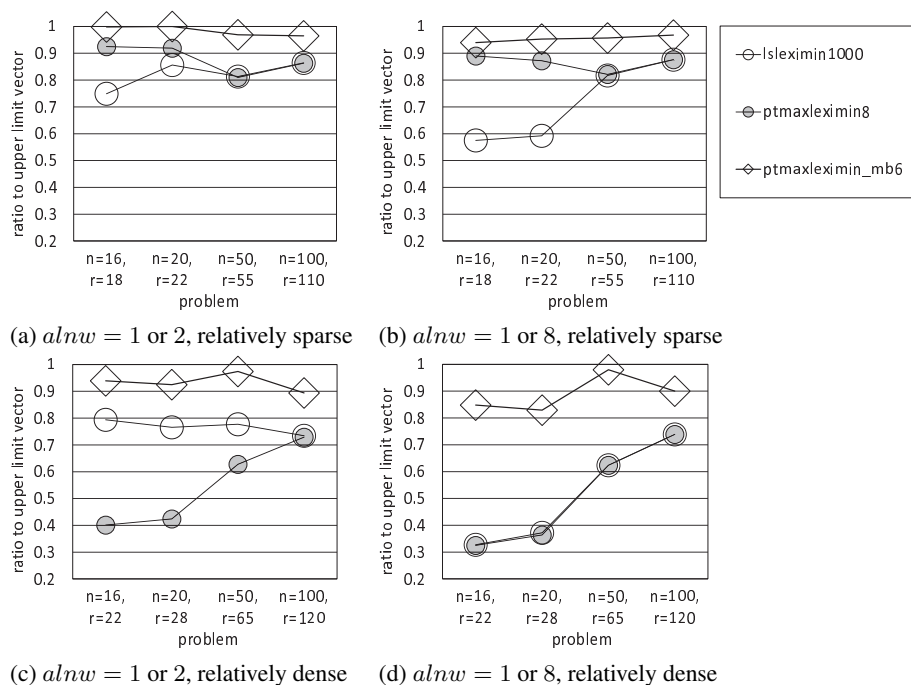 ratio to upper limit vector
1
0.9
0.8
0.7
0.6
0.5
0.4
0.3
0.2
n=16, n=20, n=50, n=100,
r=18 r=22 r=55 r=110
problem
(a) alnw = 1 or 2, relatively sparse
ratio to upper limit vector
1
0.9
0.8
0.7
0.6
0.5
0.4
0.3
0.2
n=16, n=20, n=50, n=100,
r=18 r=22 r=55 r=110
problem
(b) alnw = 1 or 8, relatively sparse
lsleximin1000
ptmaxleximin8
ptmaxleximin_mb6
ratio to upper limit vector
1
0.9
0.8
0.7
0.6
0.5
0.4
0.3
0.2
n=16, n=20, n=50, n=100,
r=22 r=28 r=65 r=120
problem
(c) alnw = 1 or 2, relatively dense
ratio to upper limit vector
1
0.9
0.8
0.7
0.6
0.5
0.4
0.3
0.2
n=16, n=20, n=50, n=100,
r=22 r=28 r=65 r=120
problem
(d) alnw = 1 or 8, relatively dense